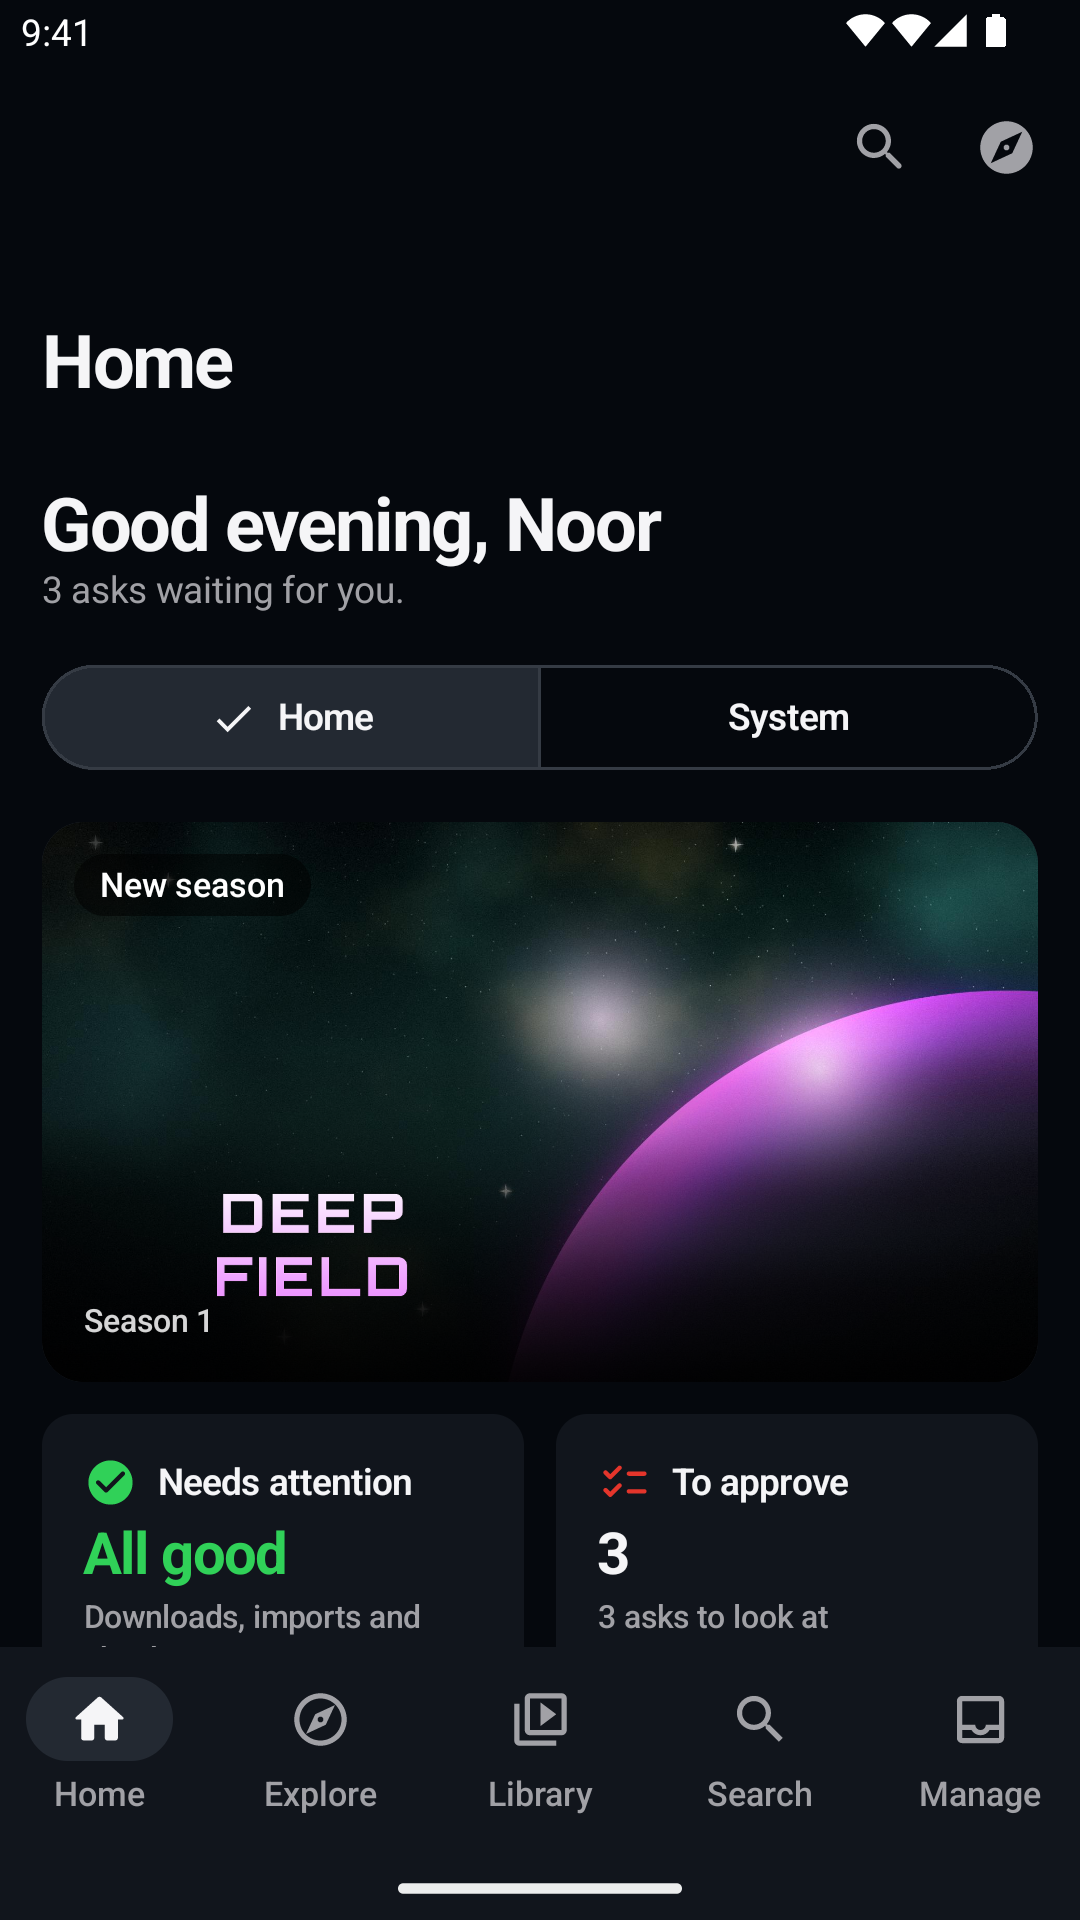 9:41
Home
Good evening, Noor
3 asks waiting for you.
Home
System
New season
DEEP
FIELD
Season 1
Needs attention
All good
Downloads, imports and
To approve
3
3 asks to look at
Home
Explore
Library
Search
Manage